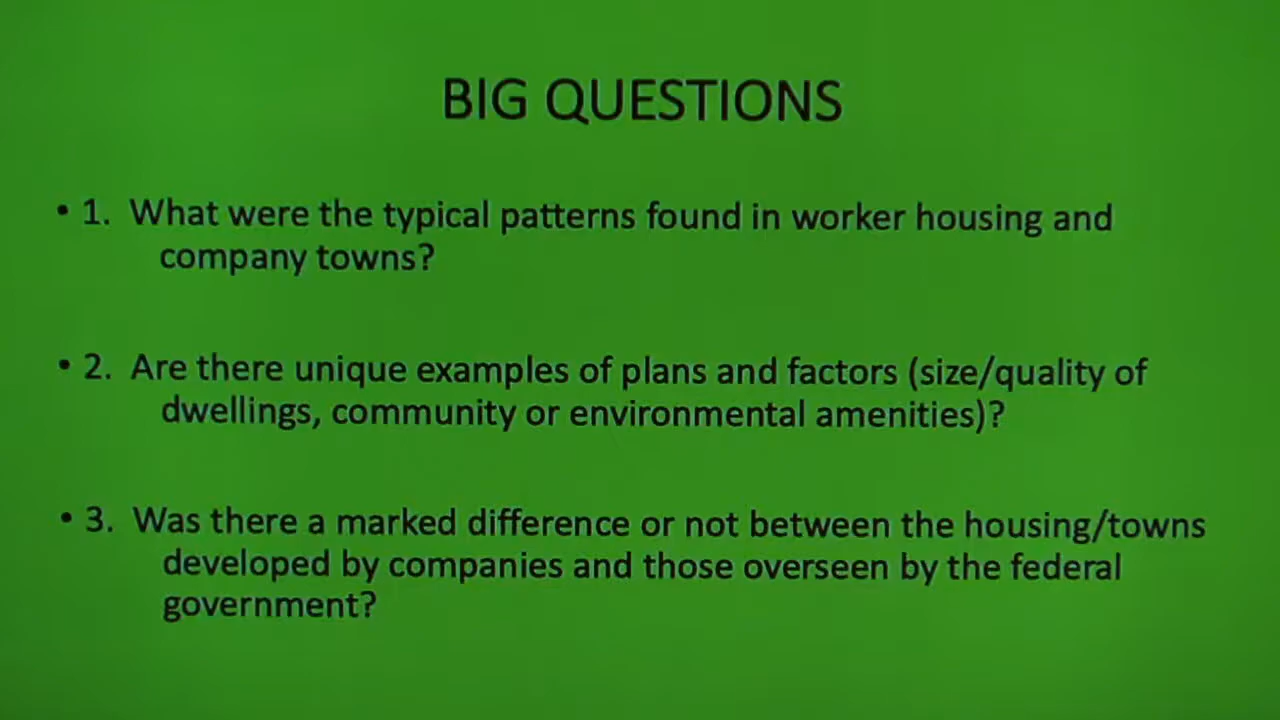 BIG QUESTIONS
• 1. What were the typical patterns found in worker housing and
company towns?
• 2. Are there unique examples of plans and factors (size/quality of
dwellings, community or environmental amenities)?
• 3. Was there a marked difference or not between the housing/towns
developed by companies and those overseen by the federal
government?